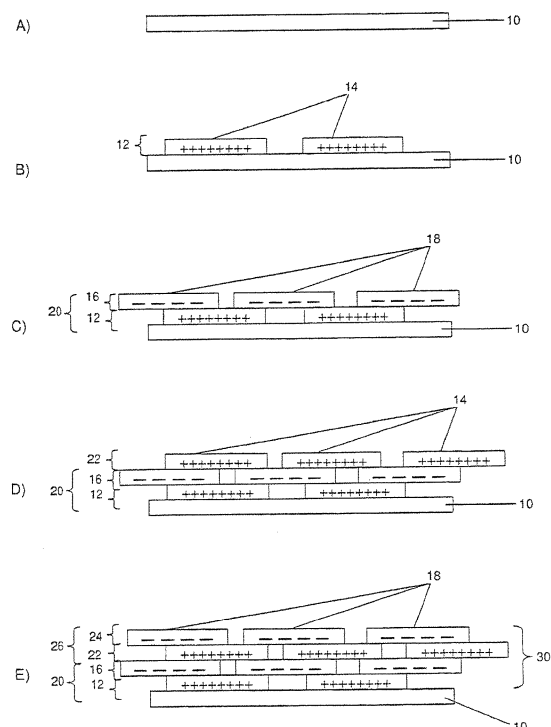 A) 10
14
12 ++++++++ ++++++++
B) 10
18
16 – – – – – – – – – – – – – – –
20 12 ++++++++ ++++++++
C) 10
14
22 ++++++++ ++++++++ ++++++++
16 – – – – – – – – – – – – – – –
20 12 ++++++++ ++++++++
D) 10
18
24 – – – – – – – – – – – – – – –
26 22 ++++++++ ++++++++ ++++++++ 30
16 – – – – – – – – – – – – – – –
20 12 ++++++++ ++++++++
E) 10